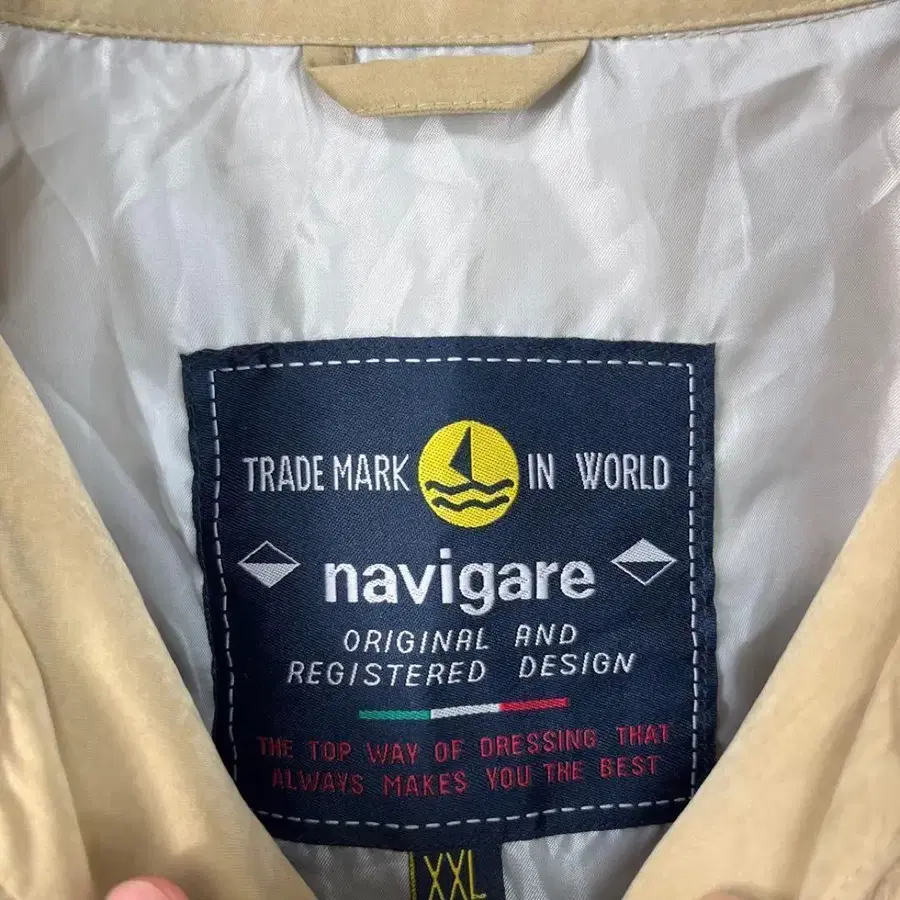 TRADE MARK IN WORLD
navigare
ORIGINAL AND
REGISTERED DESIGN
THE TOP WAY OF DRESSING THAT
ALWAYS MAKES YOU THE BEST
XXL